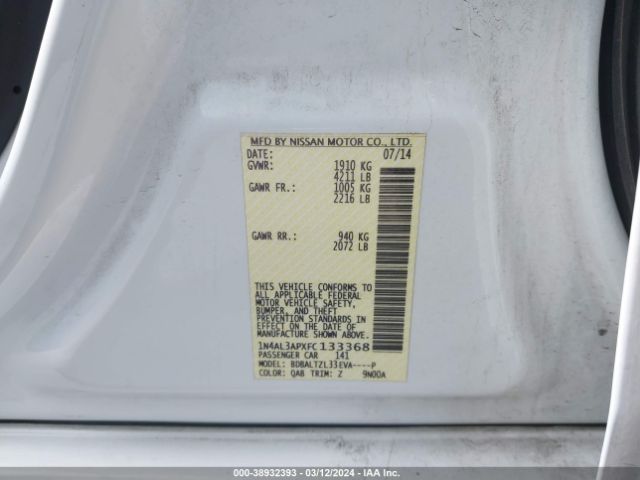 MFD BY NISSAN MOTOR CO., LTD.
DATE: 07/14
GVWR: 1910 KG
4211 LB
GAWR FR.: 1005 KG
2216 LB
GAWR RR.: 940 KG
2072 LB
THIS VEHICLE CONFORMS TO
ALL APPLICABLE FEDERAL
MOTOR VEHICLE SAFETY,
BUMPER, AND THEFT
PREVENTION STANDARDS IN
EFFECT ON THE DATE OF
MANUFACTURE SHOWN ABOVE.
1N4AL3APXFC133368
PASSENGER CAR 141
MODEL: BDBALTZL33EVA----P
COLOR: QAB TRIM: Z 9N00A
000-38932393 - 03/12/2024 - IAA Inc.